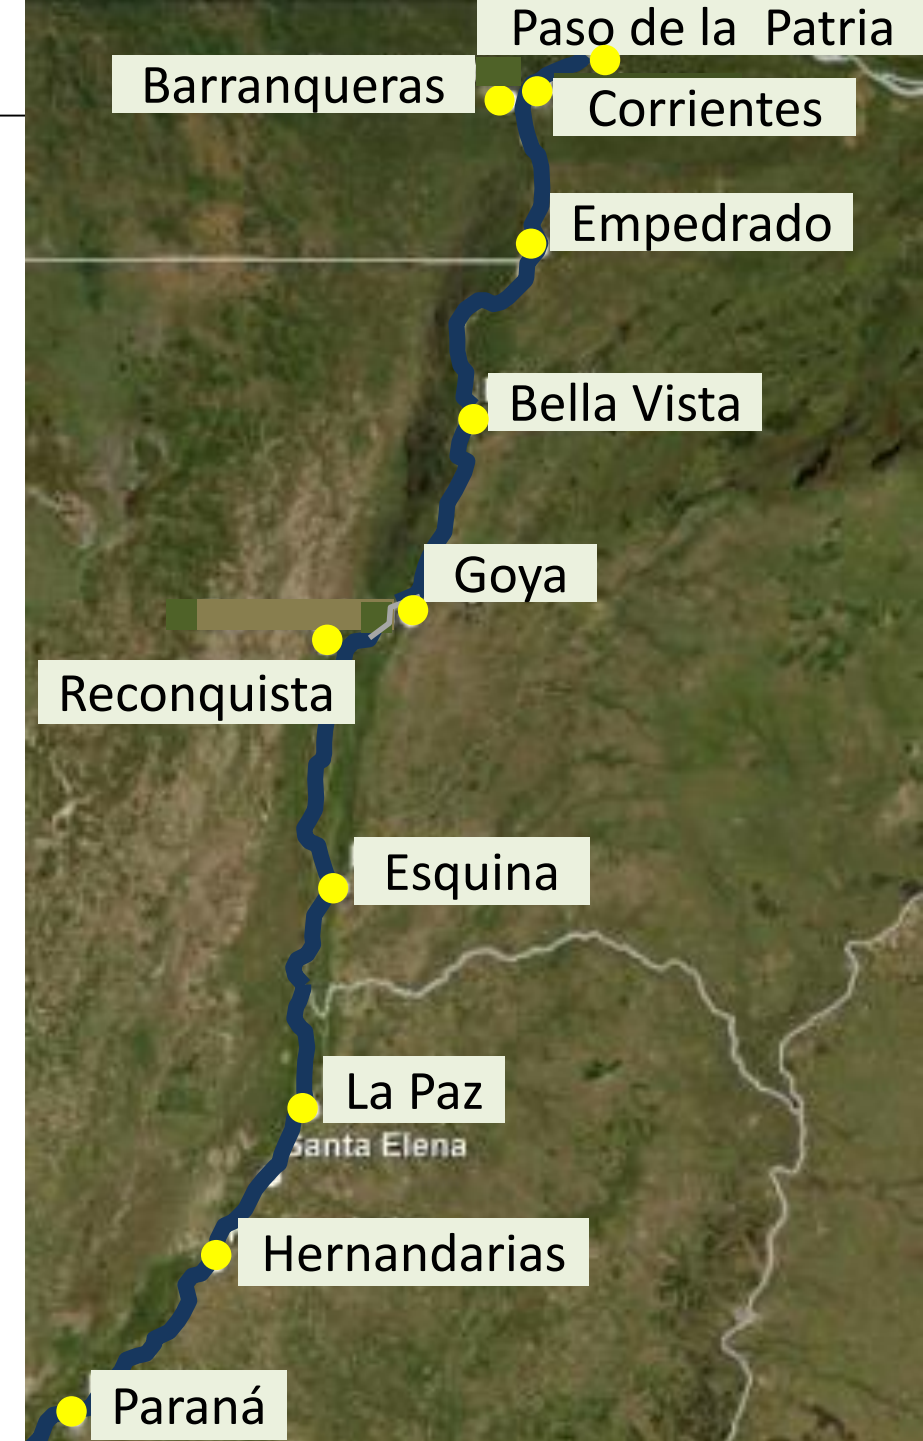 Paso de la Patria
Barranqueras
Corrientes
Empedrado
Bella Vista
Goya
Reconquista
Esquina
La Paz
Santa Elena
Hernandarias
Paraná